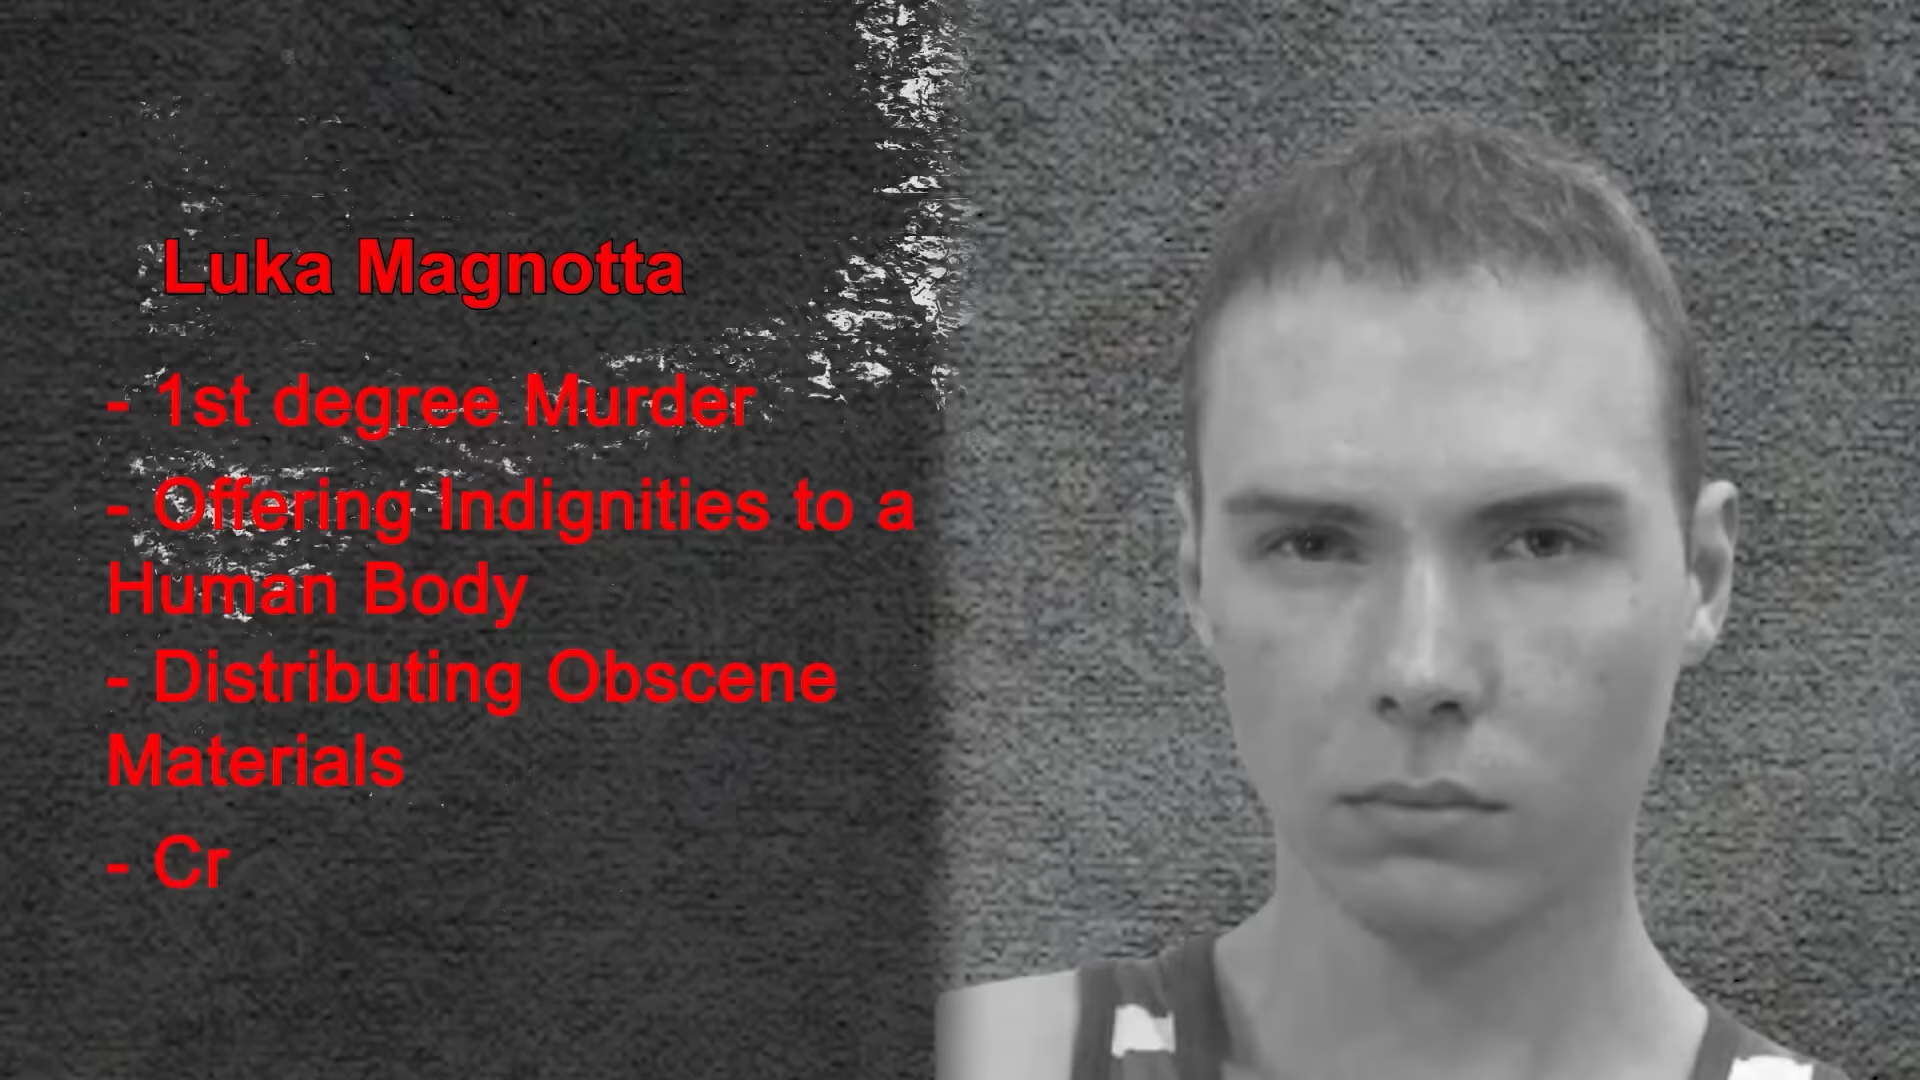 Luka Magnotta
- 1st degree Murder
- Offering Indignities to a
Human Body
- Distributing Obscene
Materials
- Cr